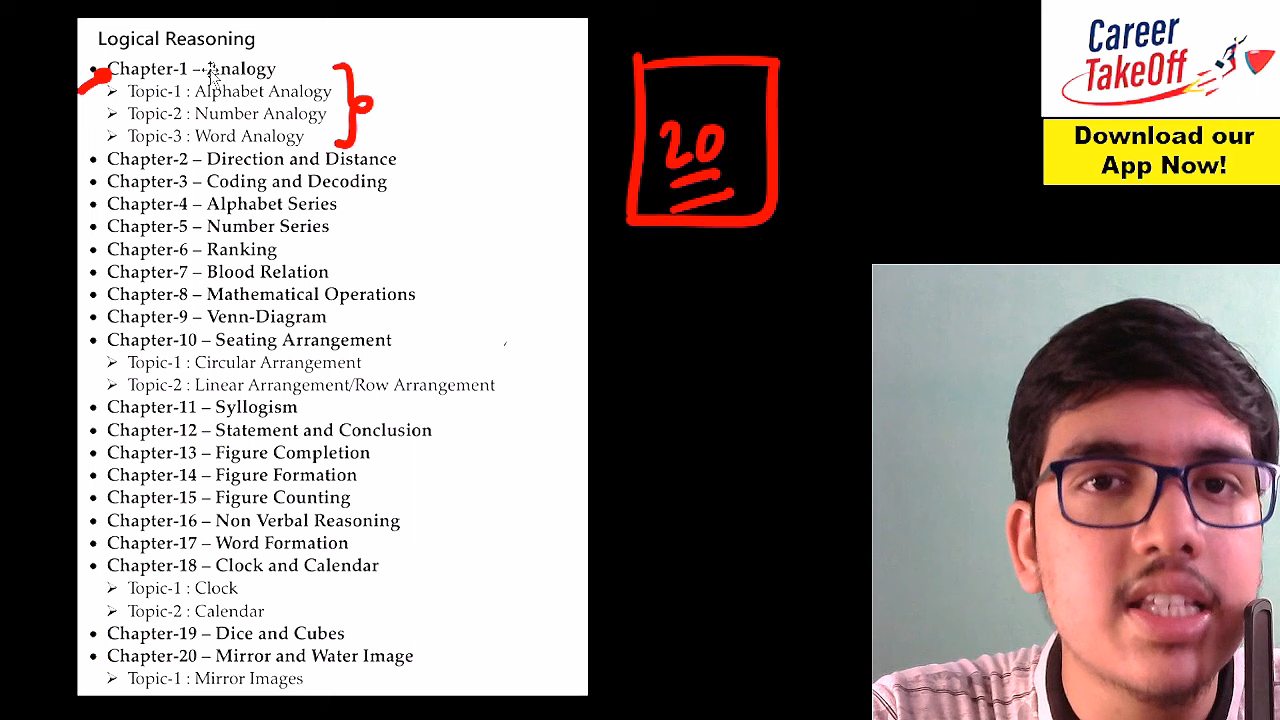 Logical Reasoning
• Chapter-1 – Analogy
➢ Topic-1 : Alphabet Analogy
➢ Topic-2 : Number Analogy
➢ Topic-3 : Word Analogy
• Chapter-2 – Direction and Distance
• Chapter-3 – Coding and Decoding
• Chapter-4 – Alphabet Series
• Chapter-5 – Number Series
• Chapter-6 – Ranking
• Chapter-7 – Blood Relation
• Chapter-8 – Mathematical Operations
• Chapter-9 – Venn-Diagram
• Chapter-10 – Seating Arrangement
➢ Topic-1 : Circular Arrangement
➢ Topic-2 : Linear Arrangement/Row Arrangement
• Chapter-11 – Syllogism
• Chapter-12 – Statement and Conclusion
• Chapter-13 – Figure Completion
• Chapter-14 – Figure Formation
• Chapter-15 – Figure Counting
• Chapter-16 – Non Verbal Reasoning
• Chapter-17 – Word Formation
• Chapter-18 – Clock and Calendar
➢ Topic-1 : Clock
➢ Topic-2 : Calendar
• Chapter-19 – Dice and Cubes
• Chapter-20 – Mirror and Water Image
➢ Topic-1 : Mirror Images
20
Career
TakeOff
Download our
App Now!